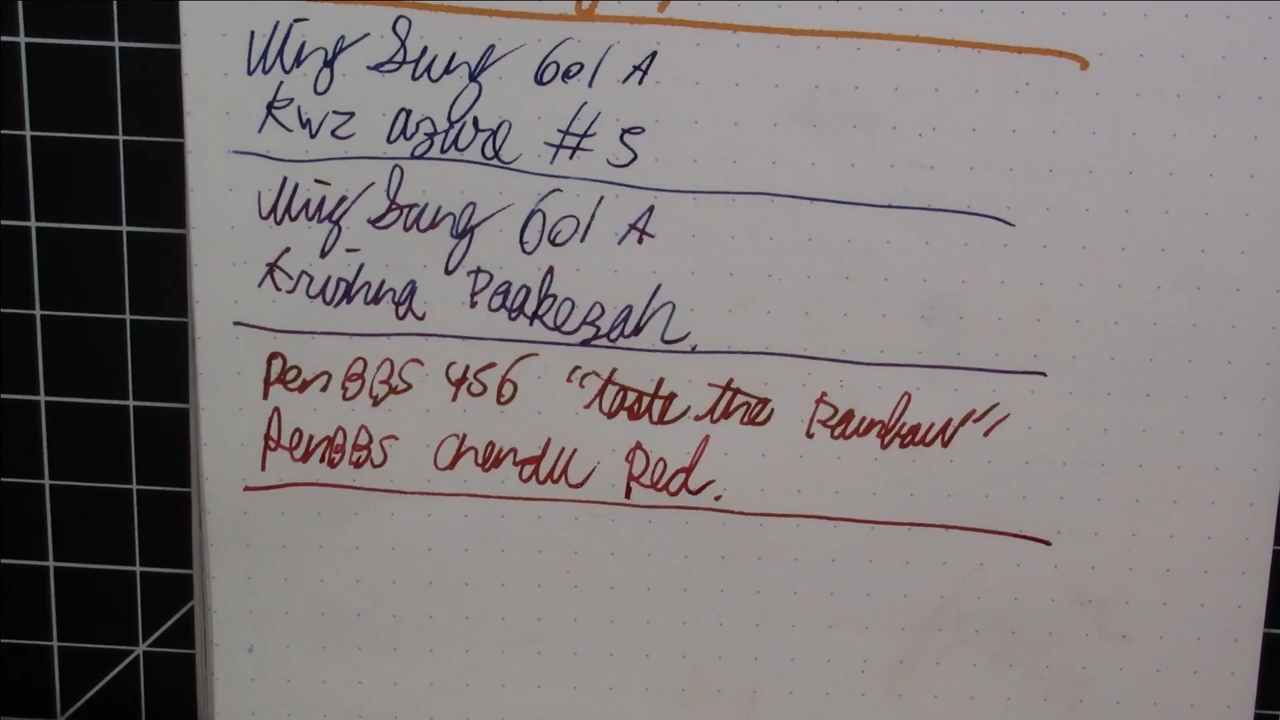 Wing Sung 601 A
KWZ azure #5
Wing Sung 601 A
Krishna Paakezah.
PenBBS 456 "taste the Rainbow"
PenBBS Chendu Red.